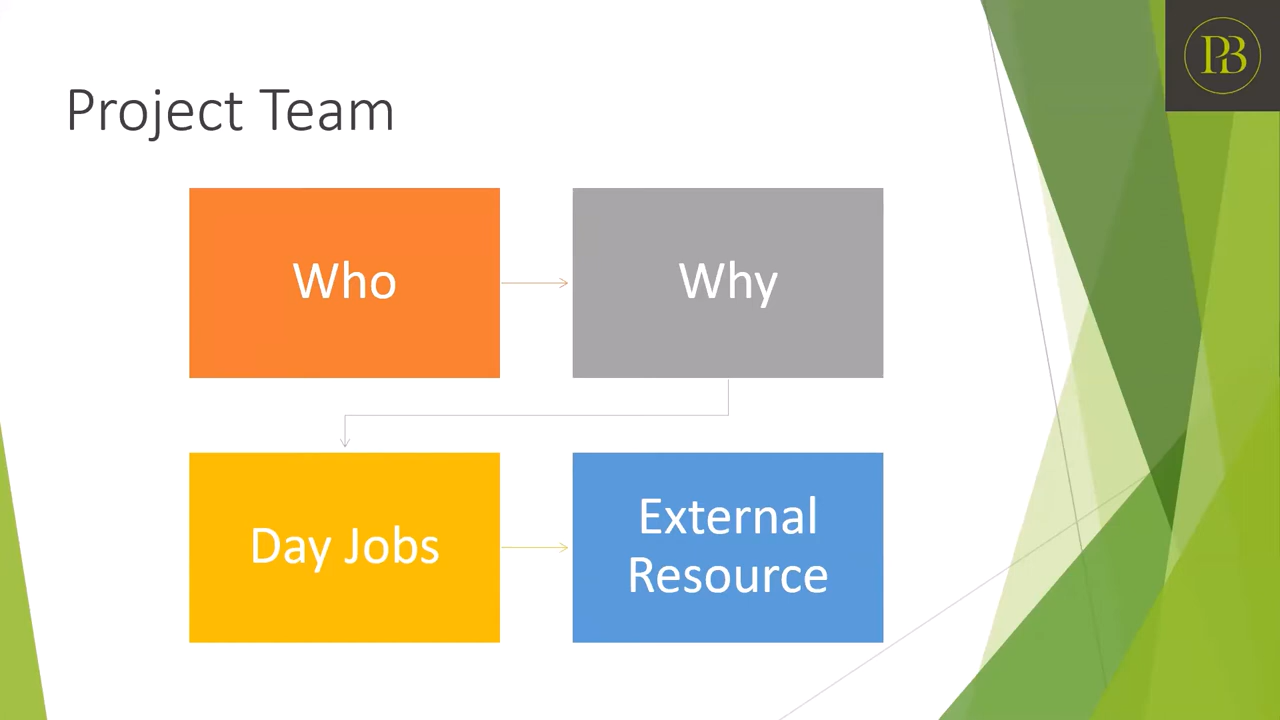 PB
Project Team
Who
Why
Day Jobs
External
Resource